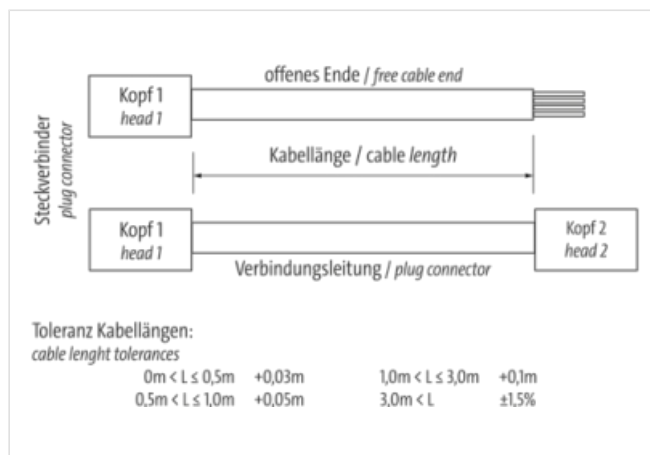 offenes Ende / free cable end
Kopf 1
head 1
Steckverbinder
plug connector
Kabellänge / cable length
Kopf 1
head 1
Kopf 2
head 2
Verbindungsleitung / plug connector
Toleranz Kabellängen:
cable lenght tolerances
0m < L ≤ 0,5m +0,03m 1,0m < L ≤ 3,0m +0,1m
0,5m < L ≤ 1,0m +0,05m 3,0m < L ±1,5%